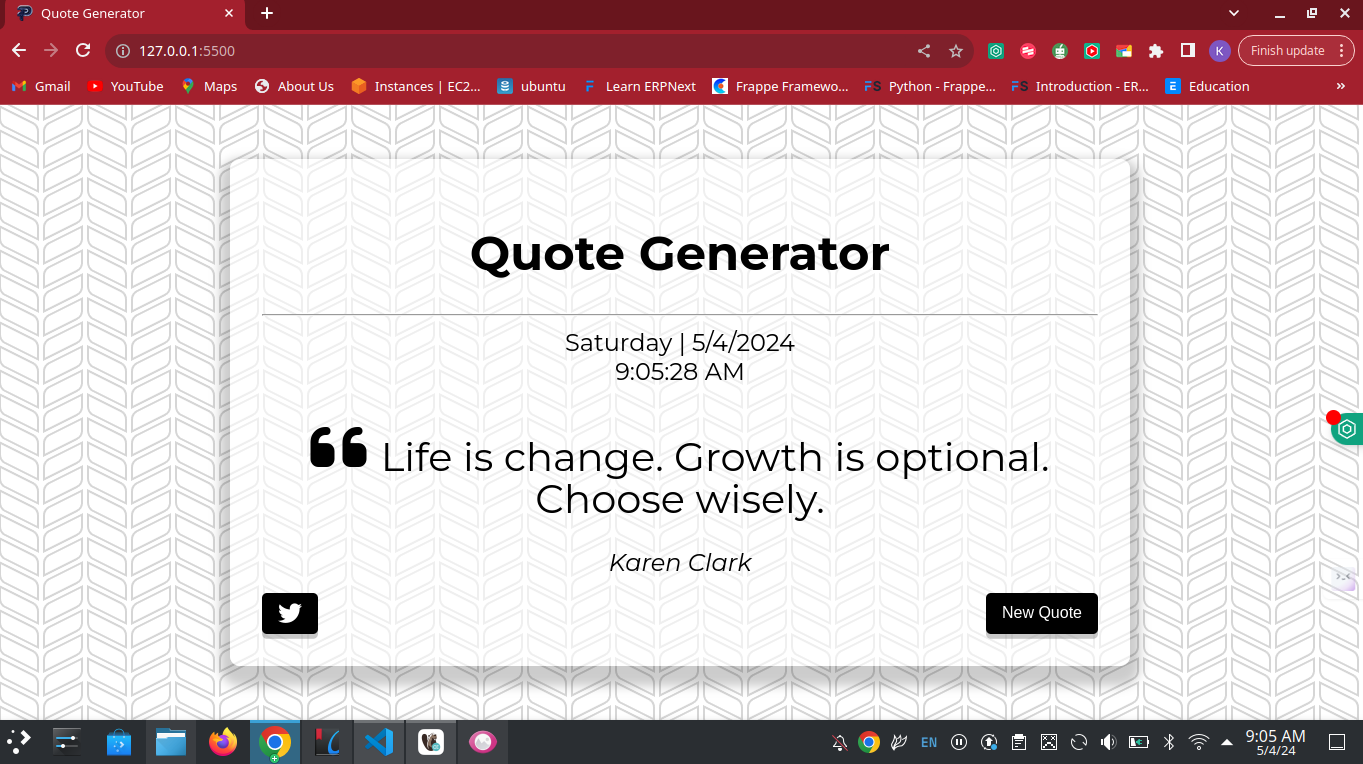 Quote Generator
127.0.0.1:5500
Finish update
Gmail
YouTube
Maps
About Us
Instances | EC2...
ubuntu
Learn ERPNext
Frappe Framewo...
Python - Frappe...
Introduction - ER...
Education
»
Quote Generator
Saturday | 5/4/2024
9:05:28 AM
“ Life is change. Growth is optional.
Choose wisely.
Karen Clark
New Quote
EN
9:05 AM
5/4/24